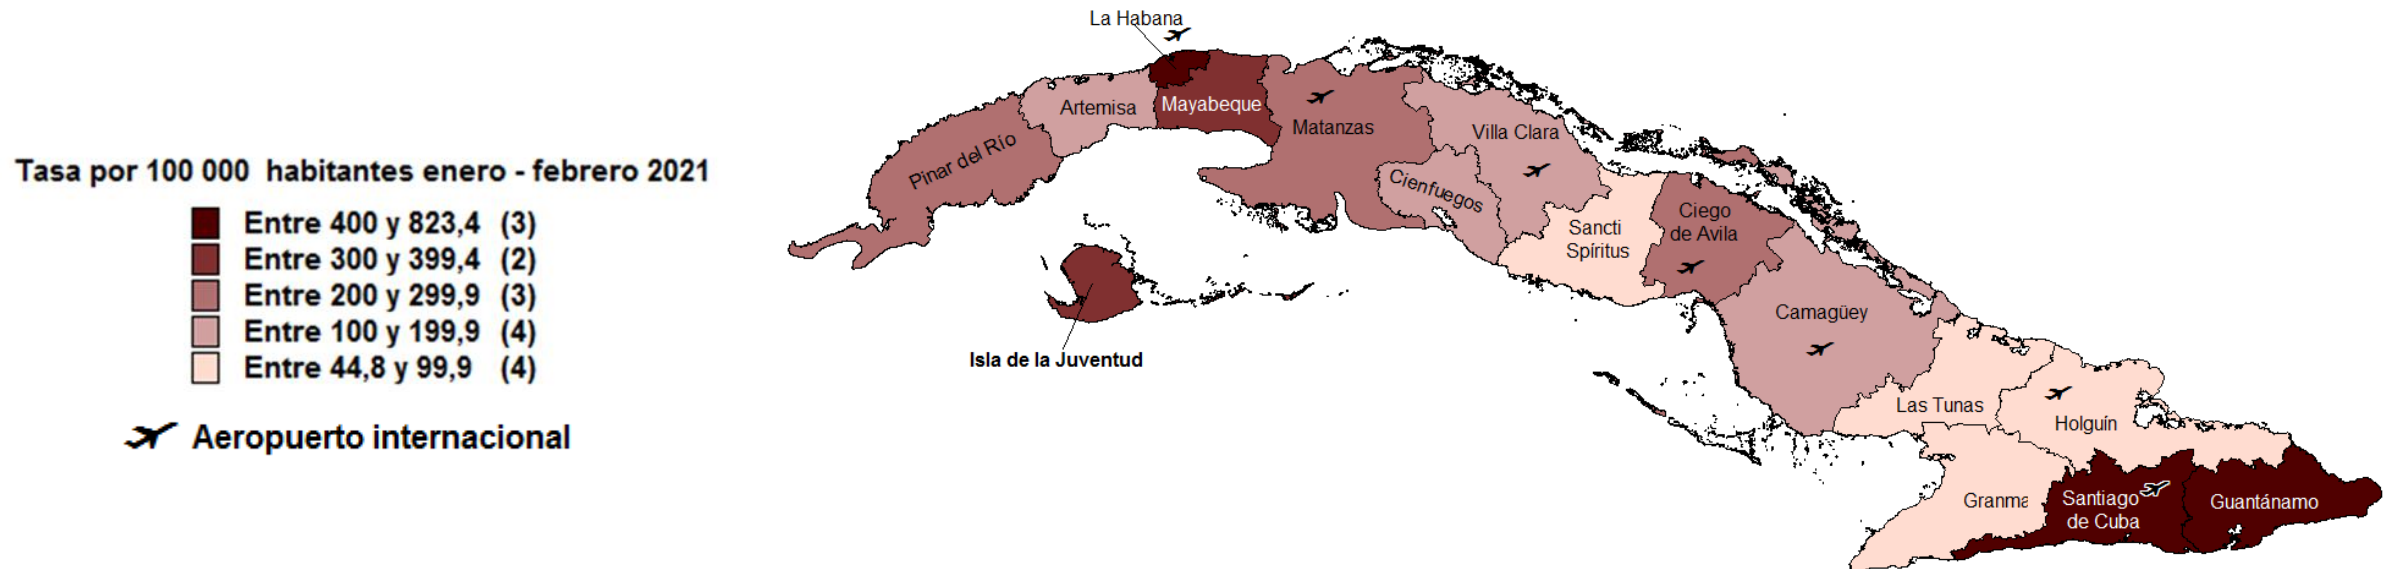 Tasa por 100 000 habitantes enero - febrero 2021
Entre 400 y 823,4 (3)
Entre 300 y 399,4 (2)
Entre 200 y 299,9 (3)
Entre 100 y 199,9 (4)
Entre 44,8 y 99,9 (4)
Aeropuerto internacional
La Habana
Pinar del Río
Artemisa
Mayabeque
Matanzas
Villa Clara
Cienfuegos
Sancti
Spíritus
Ciego
de Avila
Isla de la Juventud
Camagüey
Las Tunas
Holguín
Granma
Santiago
de Cuba
Guantánamo